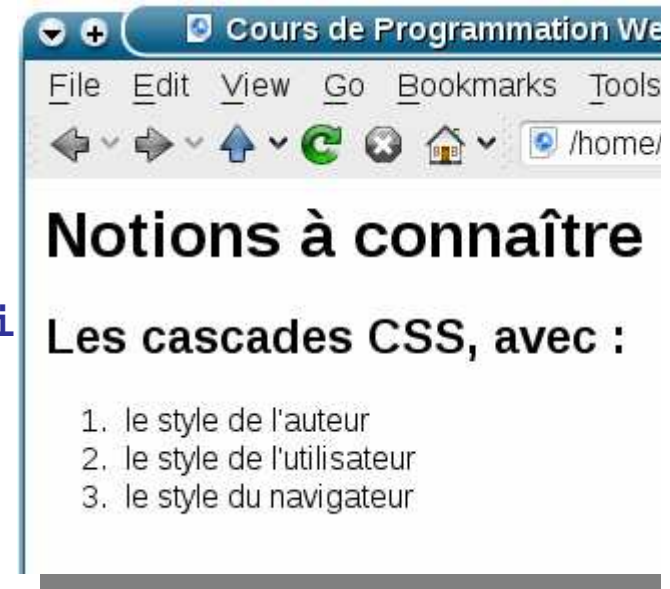 Cours de Programmation We
File Edit View Go Bookmarks Tools
/home/
Notions à connaître
i
Les cascades CSS, avec :
1. le style de l'auteur
2. le style de l'utilisateur
3. le style du navigateur